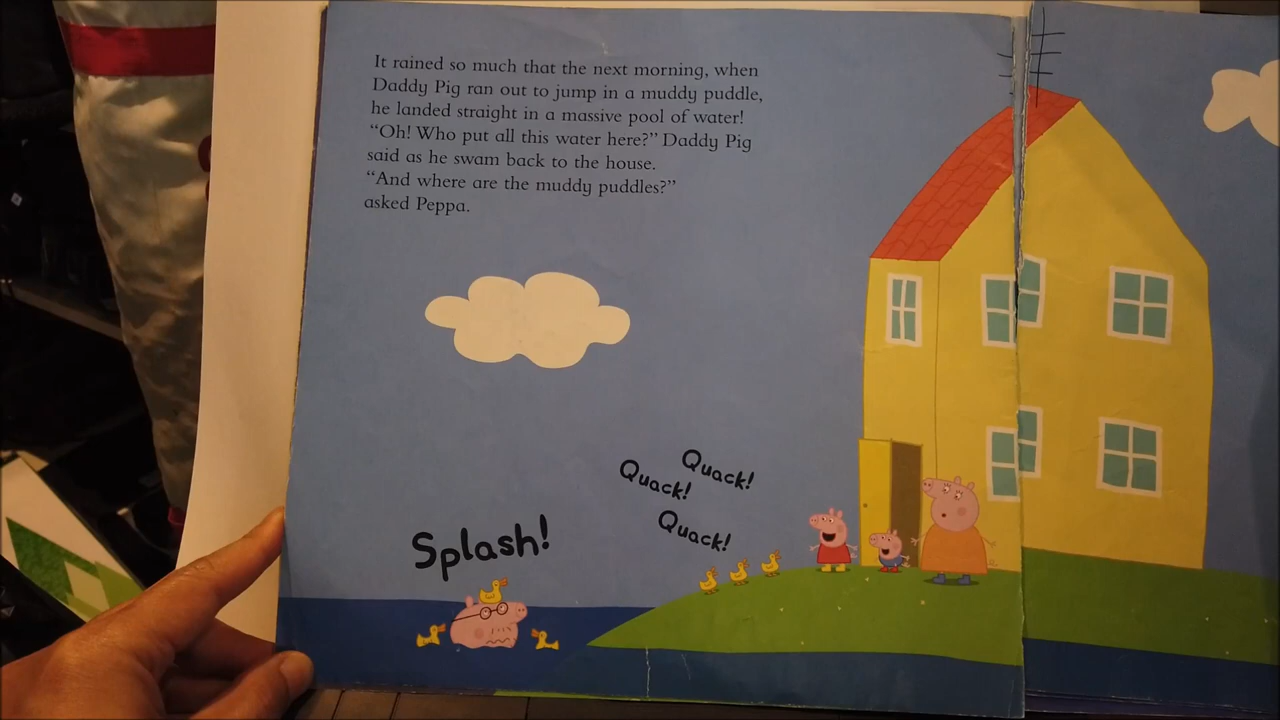 It rained so much that the next morning, when
Daddy Pig ran out to jump in a muddy puddle,
he landed straight in a massive pool of water!
“Oh! Who put all this water here?” Daddy Pig
said as he swam back to the house.
“And where are the muddy puddles?”
asked Peppa.
Quack!
Quack!
Quack!
Splash!